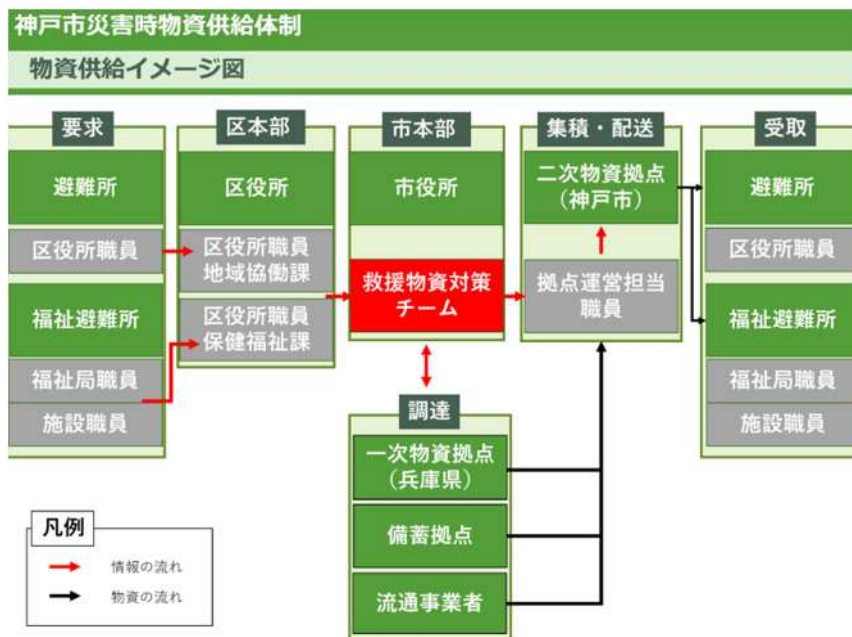 神戸市災害時物資供給体制
物資供給イメージ図
要求
避難所
区役所職員
福祉避難所
福祉局職員
施設職員
区本部
区役所
区役所職員
地域協働課
区役所職員
保健福祉課
市本部
市役所
救援物資対策
チーム
調達
一次物資拠点
(兵庫県)
備蓄拠点
流通事業者
集積・配送
二次物資拠点
(神戸市)
拠点運営担当
職員
受取
避難所
区役所職員
福祉避難所
福祉局職員
施設職員
凡例
情報の流れ
物資の流れ